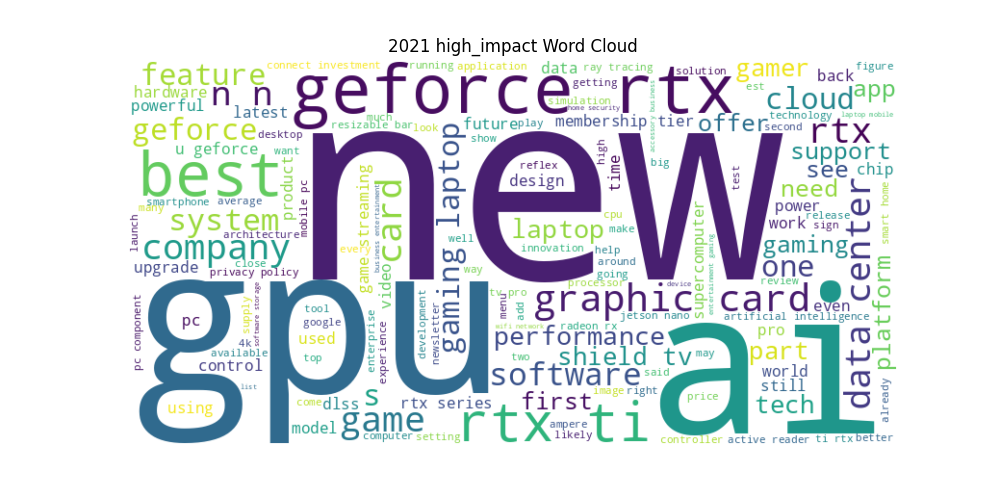 2021 high_impact Word Cloud
connect investment
running
application
data
ray tracing
solution
gamer
back
figure
feature
hardware
n n
geforce rtx
getting
cloud
app
powerful
latest
much
simulation
home security
accessory business
est
technology
laptop mobile
geforce
desktop
resizable bar
look
future
play
membership tier
offer
second
rtx
u geforce
want
show
big
support
best
product
mobile pc
new
reflex
design
high
time
test
see
chip
smartphone
average
need
many
launch
system
architecture
game streaming
business entertainment
card
gaming laptop
laptop
cpu
make
power
work
release
sign
smart home
company
even
well
innovation
help
supercomputer
entertainment gaming
gaming
data center
platform
upgrade
close
privacy policy
video
way
processor
around
going
device
review
one
gpu
tv pro
menu
add
graphic card
even
pc component
supply
software storage
tool
google
pc
used
enterprise
experience
development
newsletter
wifi network
radeon rx
jetson nano
artificial intelligence
ai
4k
available
control
top
performance
pro
part
two
shield tv
said
may
world
still
list
software
image
right
price
tech
already
using
come
s
dlss
rtx series
first
model
game
computer
setting
rtx ti
ampere
likely
controller
active reader
ti rtx
better